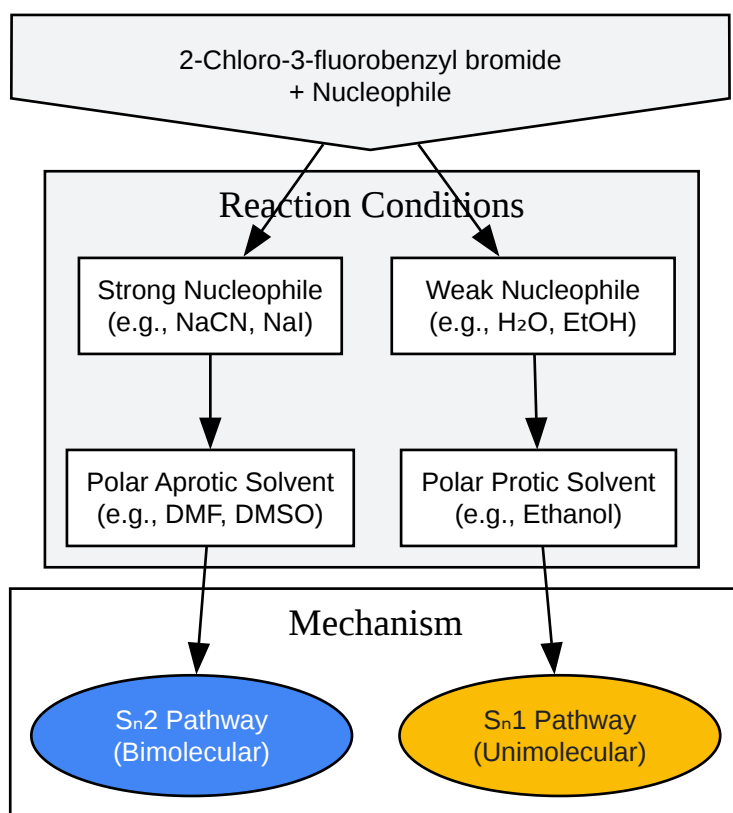 2-Chloro-3-fluorobenzyl bromide
+ Nucleophile
Reaction Conditions
Strong Nucleophile
(e.g., NaCN, NaI)
Weak Nucleophile
(e.g., H₂O, EtOH)
Polar Aprotic Solvent
(e.g., DMF, DMSO)
Polar Protic Solvent
(e.g., Ethanol)
Mechanism
Sₙ2 Pathway
(Bimolecular)
Sₙ1 Pathway
(Unimolecular)